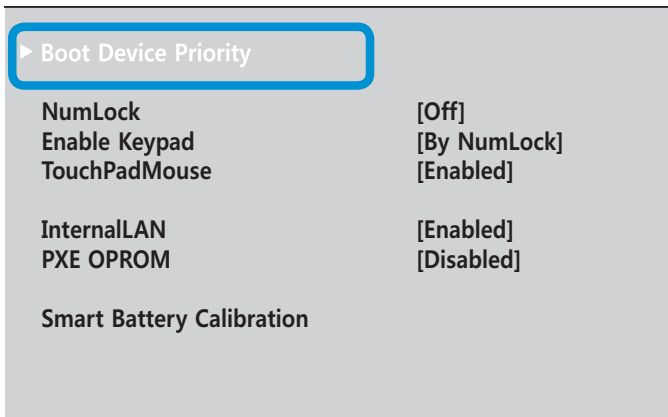 ▶ Boot Device Priority
NumLock [Off]
Enable Keypad [By NumLock]
TouchPadMouse [Enabled]
InternalLAN [Enabled]
PXE OPROM [Disabled]
Smart Battery Calibration